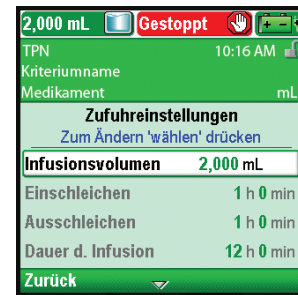 2,000 mL Gestoppt
TPN 10:16 AM
Kriteriumname
Medikament mL
Zufuhreinstellungen
Zum Ändern 'wählen' drücken
Infusionsvolumen 2,000 mL
Einschleichen 1 h 0 min
Ausschleichen 1 h 0 min
Dauer d. Infusion 12 h 0 min
Zurück